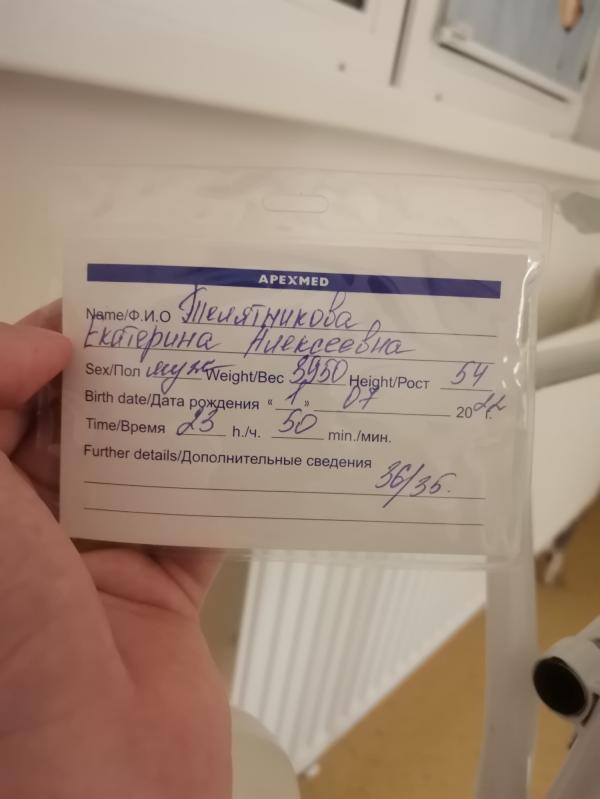 APEXMED
Name/Ф.И.О Телятникова
Екатерина Алексеевна
Sex/Пол муж Weight/Вес 3950 Height/Рост 54
Birth date/Дата рождения « 1 » 07 2022 г.
Time/Время 23 h./ч. 50 min./мин.
Further details/Дополнительные сведения
36/35.